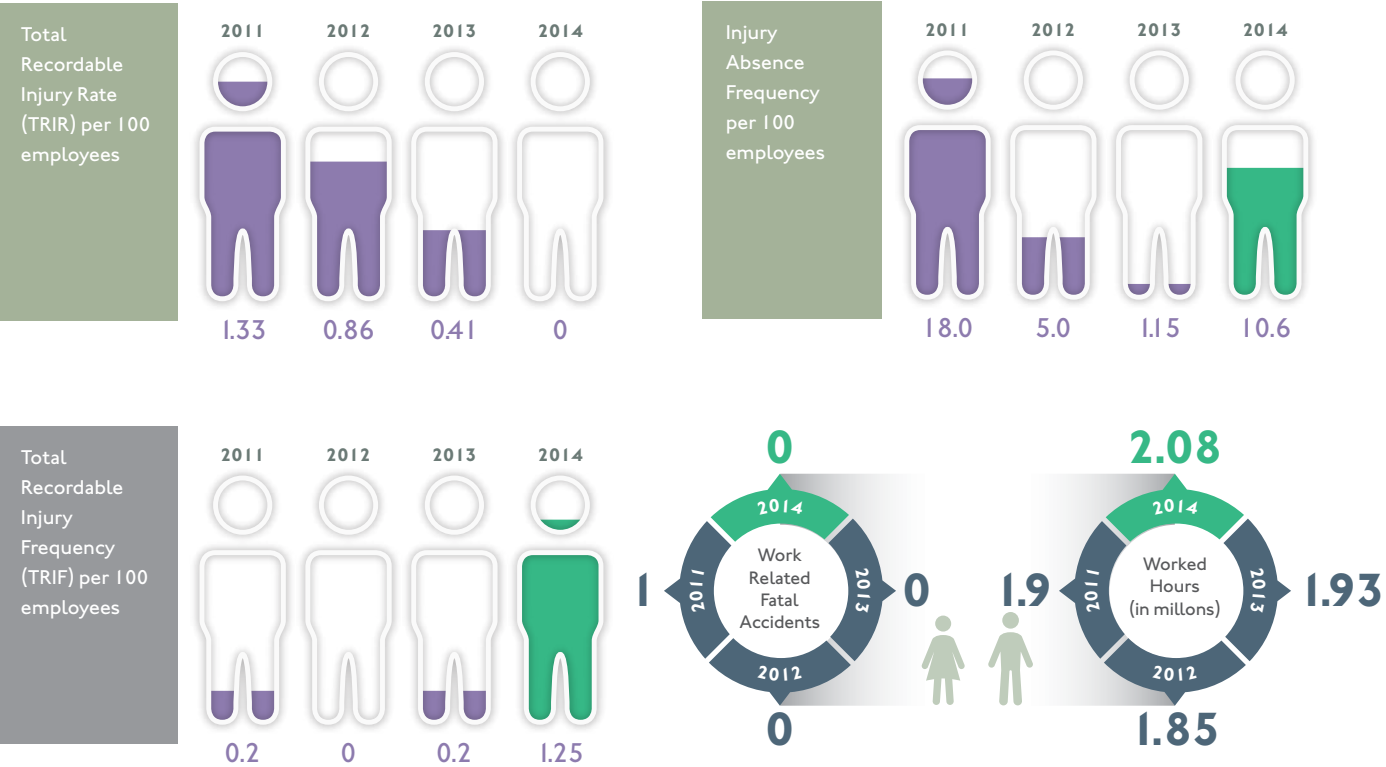 Total
Recordable
Injury Rate
(TRIR) per 100
employees
2011 2012 2013 2014
1.33 0.86 0.41 0
Injury
Absence
Frequency
per 100
employees
2011 2012 2013 2014
18.0 5.0 1.15 10.6
Total
Recordable
Injury
Frequency
(TRIF) per 100
employees
2011 2012 2013 2014
0.2 0 0.2 1.25
0
2014
Work
Related
Fatal
Accidents
1 2011 2013 0
2012
0
2.08
2014
Worked
Hours
(in millons)
1.9 2011 2013 1.93
2012
1.85